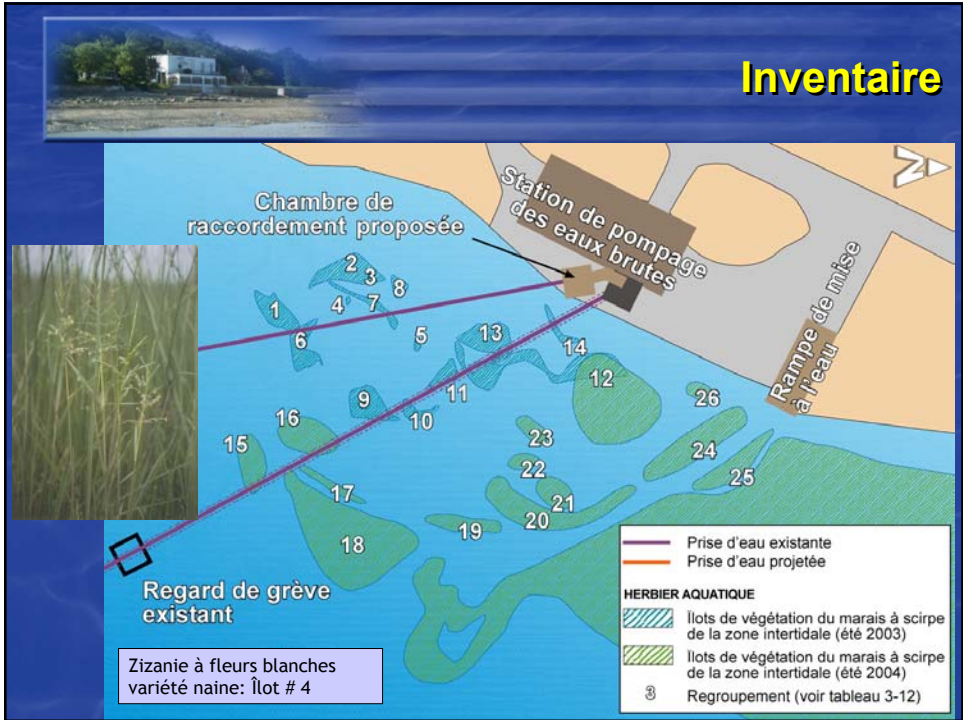 Inventaire
N
Chambre de
raccordement proposée
Station de pompage
des eaux brutes
Rampe de mise
à l'eau
1
2
3
4
5
6
7
8
9
10
11
12
13
14
15
16
17
18
19
20
21
22
23
24
25
26
Regard de grève
existant
Zizanie à fleurs blanches
variété naine: Îlot # 4
Prise d'eau existante
Prise d'eau projetée
HERBIER AQUATIQUE
Îlots de végétation du marais à scirpe
de la zone intertidale (été 2003)
Îlots de végétation du marais à scirpe
de la zone intertidale (été 2004)
3 Regroupement (voir tableau 3-12)